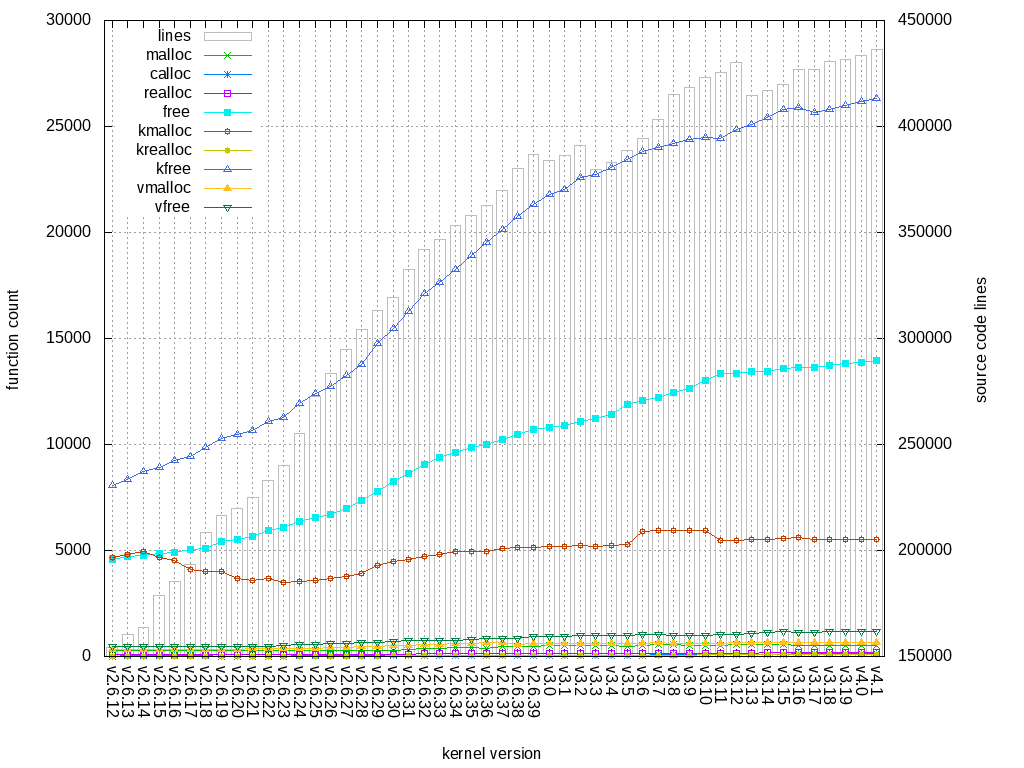 30000
25000
20000
15000
10000
5000
0
450000
400000
350000
300000
250000
200000
150000
lines
malloc
calloc
realloc
free
kmalloc
krealloc
kfree
vmalloc
vfree
function count
source code lines
v2.6.12
v2.6.13
v2.6.14
v2.6.15
v2.6.16
v2.6.17
v2.6.18
v2.6.19
v2.6.20
v2.6.21
v2.6.22
v2.6.23
v2.6.24
v2.6.25
v2.6.26
v2.6.27
v2.6.28
v2.6.29
v2.6.30
v2.6.31
v2.6.32
v2.6.33
v2.6.34
v2.6.35
v2.6.36
v2.6.37
v2.6.38
v2.6.39
v3.0
v3.1
v3.2
v3.3
v3.4
v3.5
v3.6
v3.7
v3.8
v3.9
v3.10
v3.11
v3.12
v3.13
v3.14
v3.15
v3.16
v3.17
v3.18
v3.19
v4.0
v4.1
kernel version